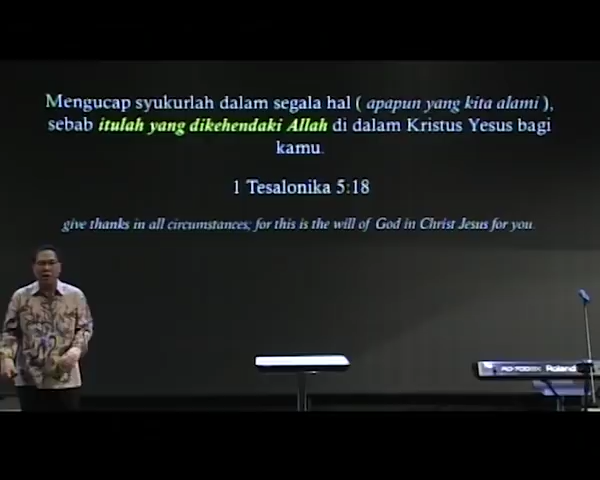 Mengucap syukurlah dalam segala hal ( apapun yang kita alami ),
sebab itulah yang dikehendaki Allah di dalam Kristus Yesus bagi
kamu.
1 Tesalonika 5:18
give thanks in all circumstances; for this is the will of God in Christ Jesus for you.
Roland